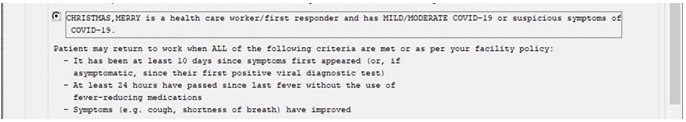 CHRISTMAS,MERRY is a health care worker/first responder and has MILD/MODERATE COVID-19 or suspicious symptoms of
COVID-19.
Patient may return to work when ALL of the following criteria are met or as per your facility policy:
- It has been at least 10 days since symptoms first appeared (or, if
asymptomatic, since their first positive viral diagnostic test)
- At least 24 hours have passed since last fever without the use of
fever-reducing medications
- Symptoms (e.g. cough, shortness of breath) have improved